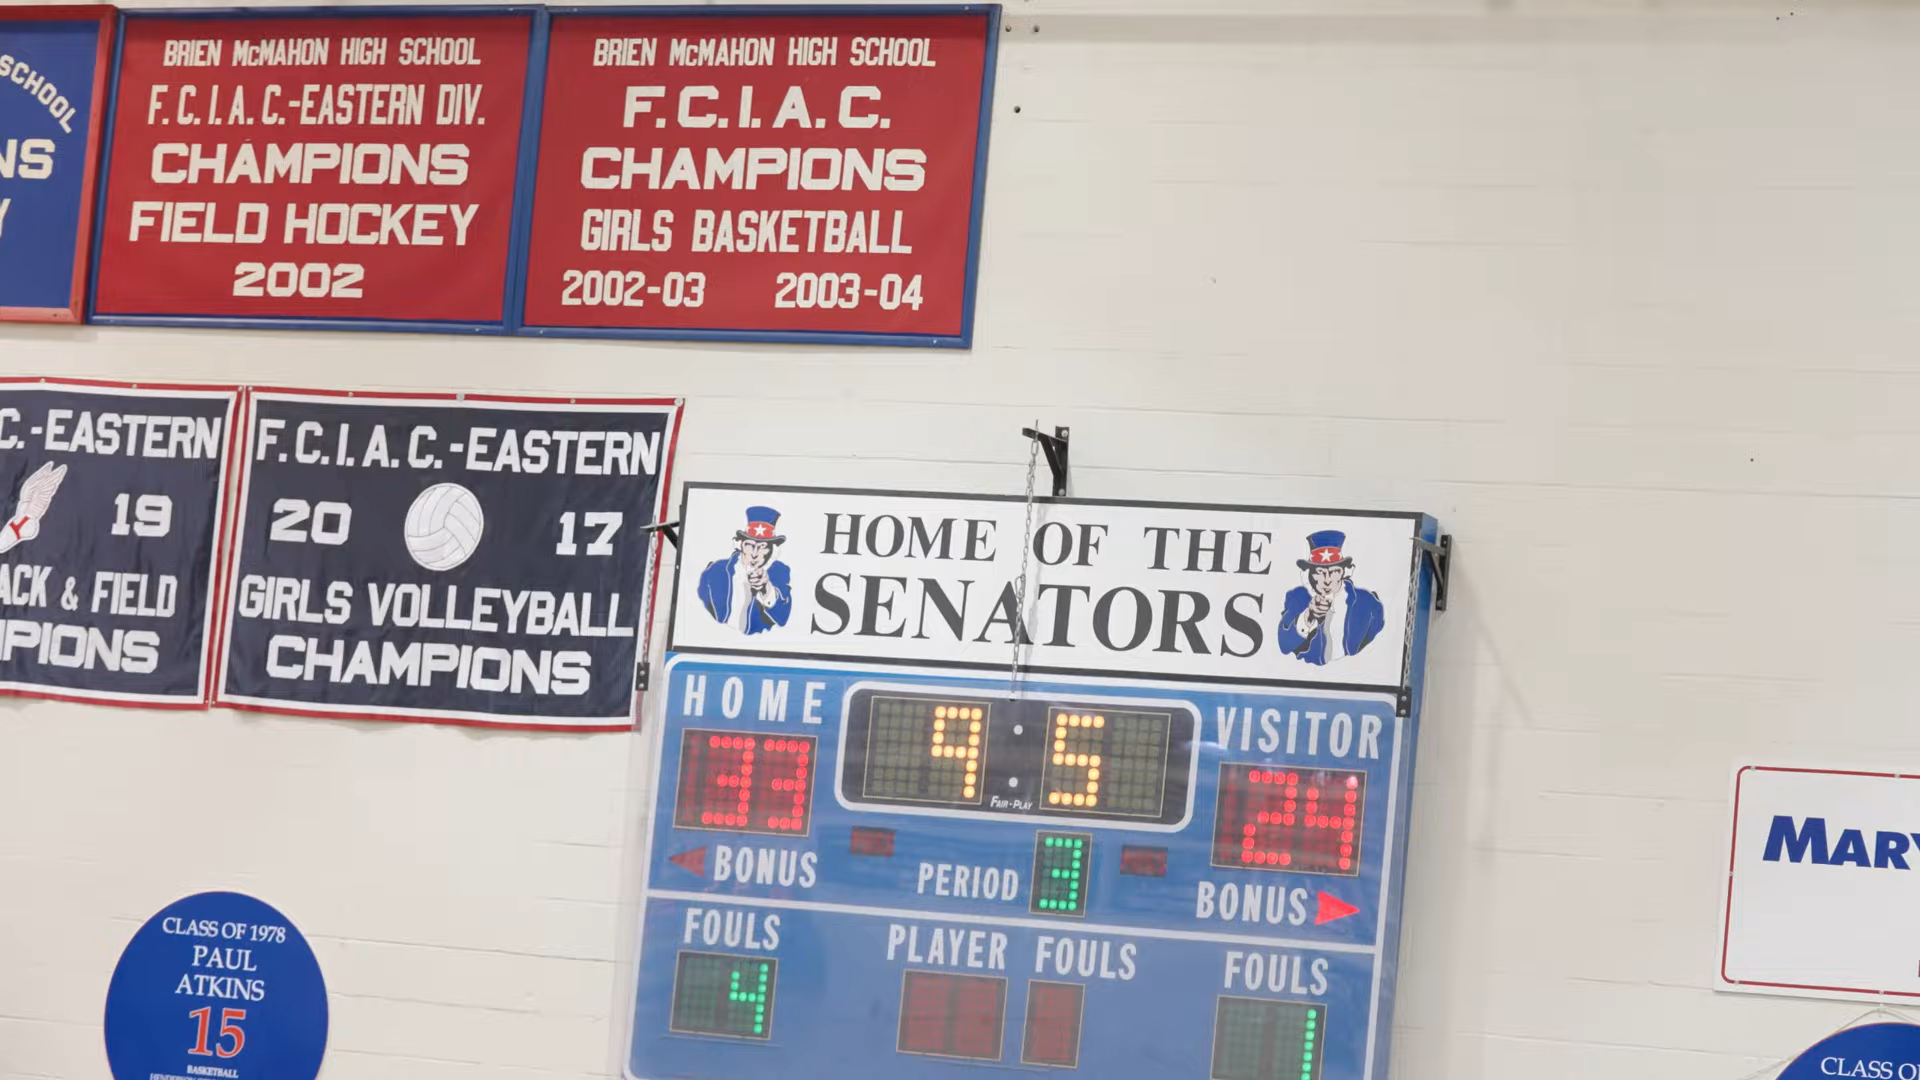 SCHOOL
NS
Y
BRIEN McMAHON HIGH SCHOOL
F.C.I.A.C.-EASTERN DIV.
CHAMPIONS
FIELD HOCKEY
2002
BRIEN McMAHON HIGH SCHOOL
F.C.I.A.C.
CHAMPIONS
GIRLS BASKETBALL
2002-03 2003-04
C.-EASTERN
19
ACK & FIELD
PIONS
F.C.I.A.C.-EASTERN
20 17
GIRLS VOLLEYBALL
CHAMPIONS
HOME OF THE
SENATORS
HOME
VISITOR
9:5
33
24
FAIR-PLAY
BONUS
PERIOD 3
BONUS
FOULS
PLAYER FOULS
FOULS
4
1
CLASS OF 1978
PAUL
ATKINS
15
BASKETBALL
MARY
CLASS O